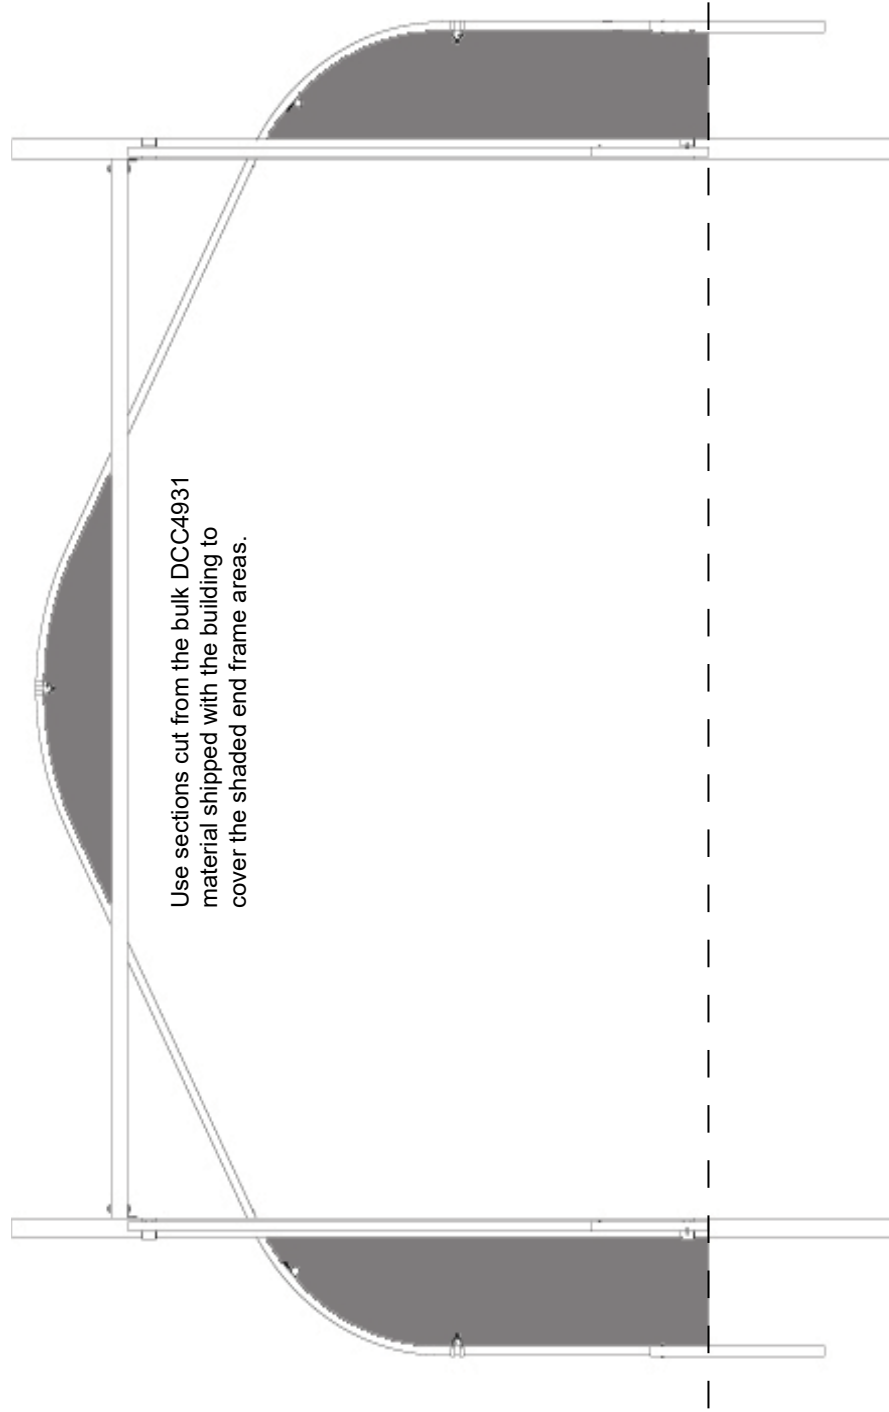 Use sections cut from the bulk DCC4931
material shipped with the building to
cover the shaded end frame areas.